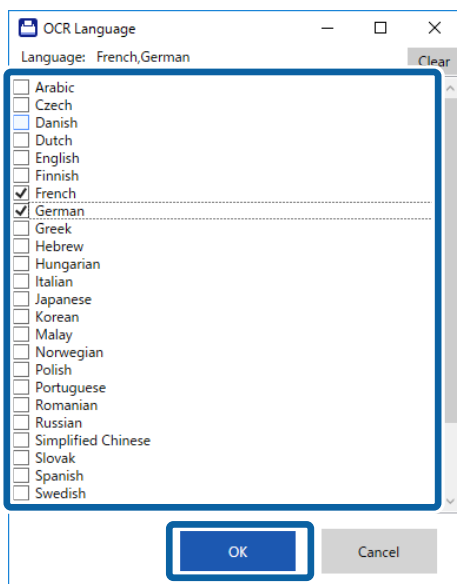 OCR Language
Language: French,German
Clear
Arabic
Czech
Danish
Dutch
English
Finnish
French
German
Greek
Hebrew
Hungarian
Italian
Japanese
Korean
Malay
Norwegian
Polish
Portuguese
Romanian
Russian
Simplified Chinese
Slovak
Spanish
Swedish
OK Cancel